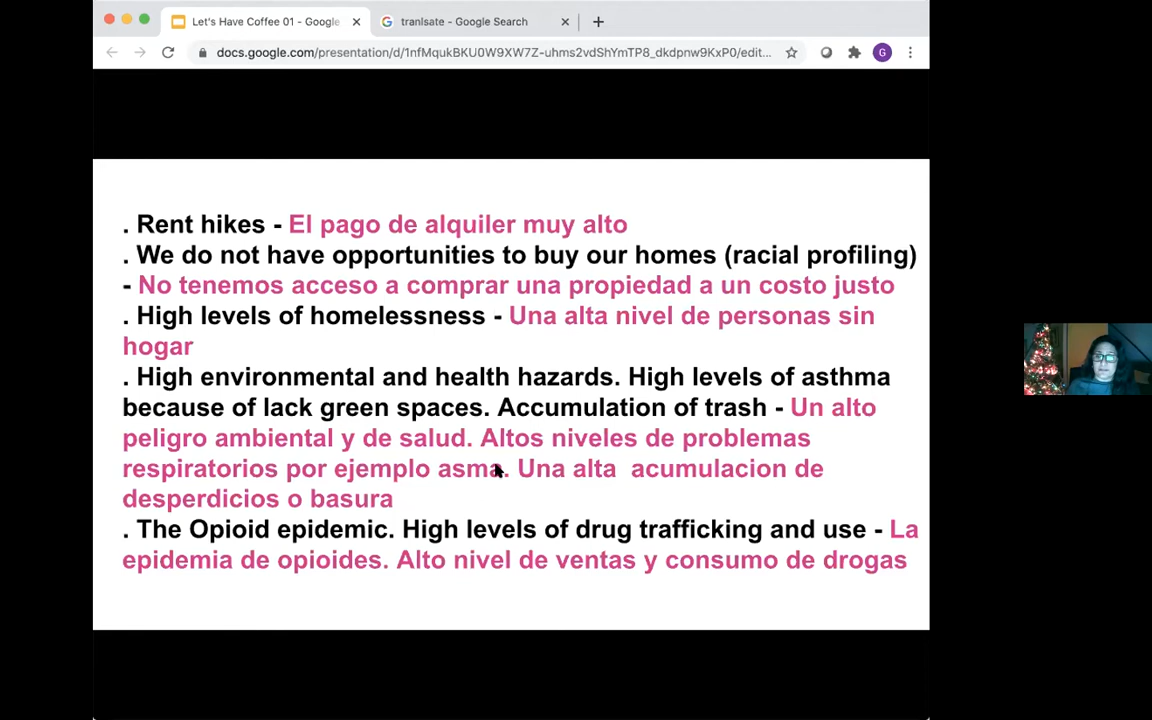 Let's Have Coffee 01 - Google
tranlsate - Google Search
docs.google.com/presentation/d/1nfMqukBKU0W9XW7Z-uhms2vdShYmTP8_dkdpnw9KxP0/edit...
G
. Rent hikes - El pago de alquiler muy alto
. We do not have opportunities to buy our homes (racial profiling)
- No tenemos acceso a comprar una propiedad a un costo justo
. High levels of homelessness - Una alta nivel de personas sin
hogar
. High environmental and health hazards. High levels of asthma
because of lack green spaces. Accumulation of trash - Un alto
peligro ambiental y de salud. Altos niveles de problemas
respiratorios por ejemplo asma. Una alta  acumulacion de
desperdicios o basura
. The Opioid epidemic. High levels of drug trafficking and use - La
epidemia de opioides. Alto nivel de ventas y consumo de drogas